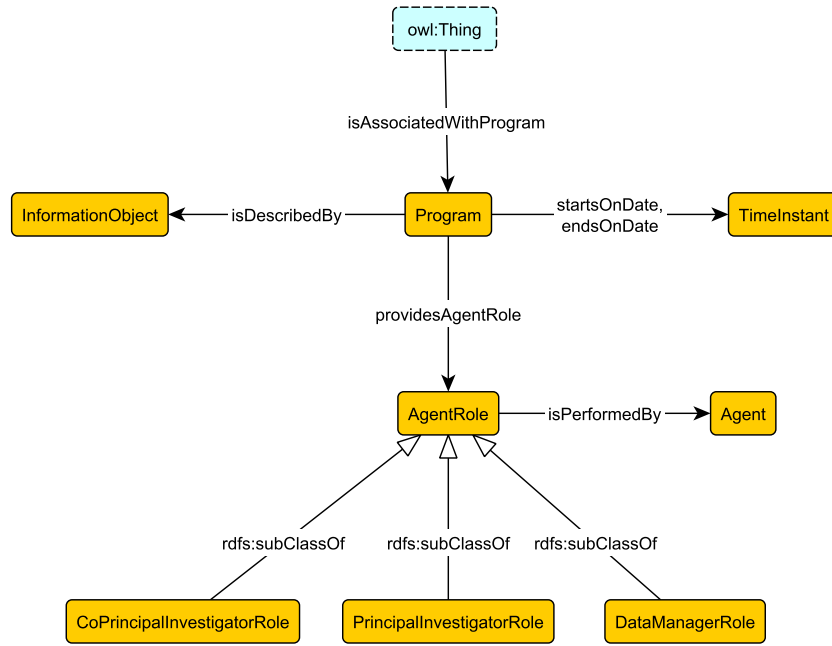 owl:Thing
isAssociatedWithProgram
InformationObject
isDescribedBy
Program
startsOnDate,
endsOnDate
TimeInstant
providesAgentRole
AgentRole
isPerformedBy
Agent
rdfs:subClassOf
rdfs:subClassOf
rdfs:subClassOf
CoPrincipalInvestigatorRole
PrincipalInvestigatorRole
DataManagerRole